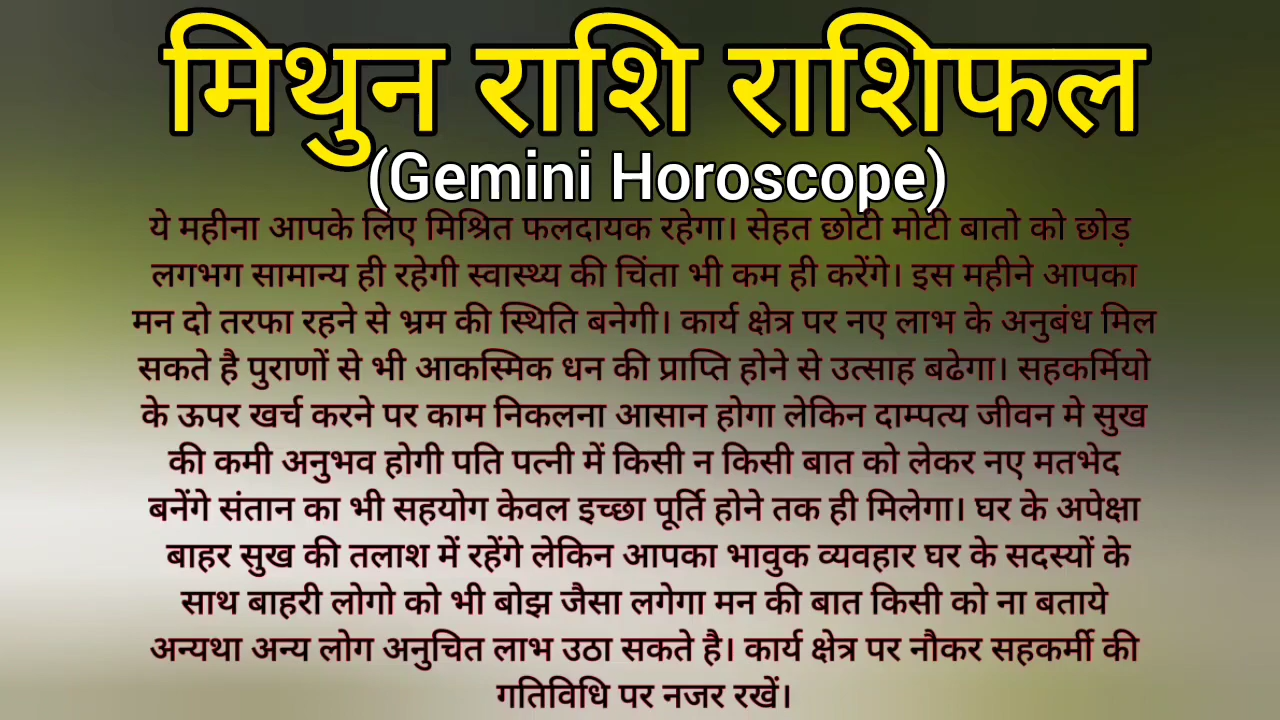 मिथुन राशि राशिफल
(Gemini Horoscope)
ये महीना आपके लिए मिश्रित फलदायक रहेगा। सेहत छोटी मोटी बातो को छोड़
लगभग सामान्य ही रहेगी स्वास्थ्य की चिंता भी कम ही करेंगे। इस महीने आपका
मन दो तरफा रहने से भ्रम की स्थिति बनेगी। कार्य क्षेत्र पर नए लाभ के अनुबंध मिल
सकते है पुराणों से भी आकस्मिक धन की प्राप्ति होने से उत्साह बढेगा। सहकर्मियो
के ऊपर खर्च करने पर काम निकलना आसान होगा लेकिन दाम्पत्य जीवन मे सुख
की कमी अनुभव होगी पति पत्नी में किसी न किसी बात को लेकर नए मतभेद
बनेंगे संतान का भी सहयोग केवल इच्छा पूर्ति होने तक ही मिलेगा। घर के अपेक्षा
बाहर सुख की तलाश में रहेंगे लेकिन आपका भावुक व्यवहार घर के सदस्यों के
साथ बाहरी लोगो को भी बोझ जैसा लगेगा मन की बात किसी को ना बताये
अन्यथा अन्य लोग अनुचित लाभ उठा सकते है। कार्य क्षेत्र पर नौकर सहकर्मी की
गतिविधि पर नजर रखें।